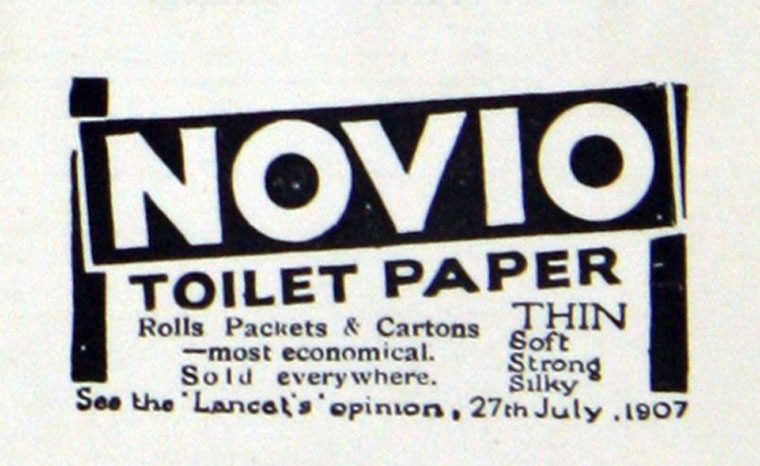 NOVIO
TOILET PAPER
Rolls Packets & Cartons
—most economical.
Sold everywhere.
THIN
Soft
Strong
Silky
See the 'Lancet's' opinion, 27th July .1907